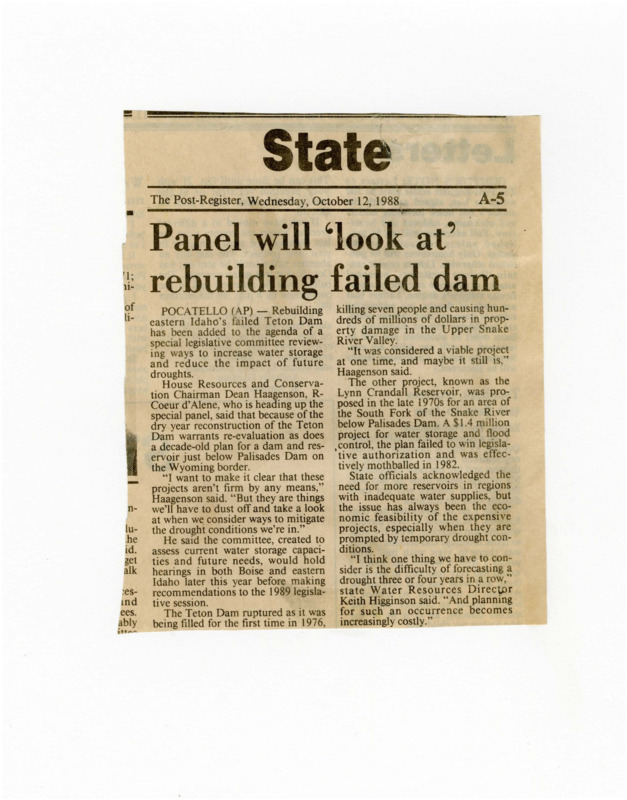 State
The Post-Register, Wednesday, October 12, 1988
A-5
Panel will ‘look at’
rebuilding failed dam
POCATELLO (AP) — Rebuilding
eastern Idaho's failed Teton Dam
has been added to the agenda of a
special legislative committee review-
ing ways to increase water storage
and reduce the impact of future
droughts.
House Resources and Conserva-
tion Chairman Dean Haagenson, R-
Coeur d'Alene, who is heading up the
special panel, said that because of the
dry year reconstruction of the Teton
Dam warrants re-evaluation as does
a decade-old plan for a dam and res-
ervoir just below Palisades Dam on
the Wyoming border.
"I want to make it clear that these
projects aren't firm by any means,"
Haagenson said. "But they are things
we'll have to dust off and take a look
at when we consider ways to mitigate
the drought conditions we're in."
He said the committee, created to
assess current water storage capaci-
ties and future needs, would hold
hearings in both Boise and eastern
Idaho later this year before making
recommendations to the 1989 legisla-
tive session.
The Teton Dam ruptured as it was
being filled for the first time in 1976,
killing seven people and causing hun-
dreds of millions of dollars in prop-
erty damage in the Upper Snake
River Valley.
"It was considered a viable project
at one time, and maybe it still is,"
Haagenson said.
The other project, known as the
Lynn Crandall Reservoir, was pro-
posed in the late 1970s for an area of
the South Fork of the Snake River
below Palisades Dam. A $1.4 million
project for water storage and flood
control, the plan failed to win legisla-
tive authorization and was effec-
tively mothballed in 1982.
State officials acknowledged the
need for more reservoirs in regions
with inadequate water supplies, but
the issue has always been the eco-
nomic feasibility of the expensive
projects, especially when they are
prompted by temporary drought con-
ditions.
"I think one thing we have to con-
sider is the difficulty of forecasting a
drought three or four years in a row,"
state Water Resources Director
Keith Higginson said. "And planning
for such an occurrence becomes
increasingly costly."